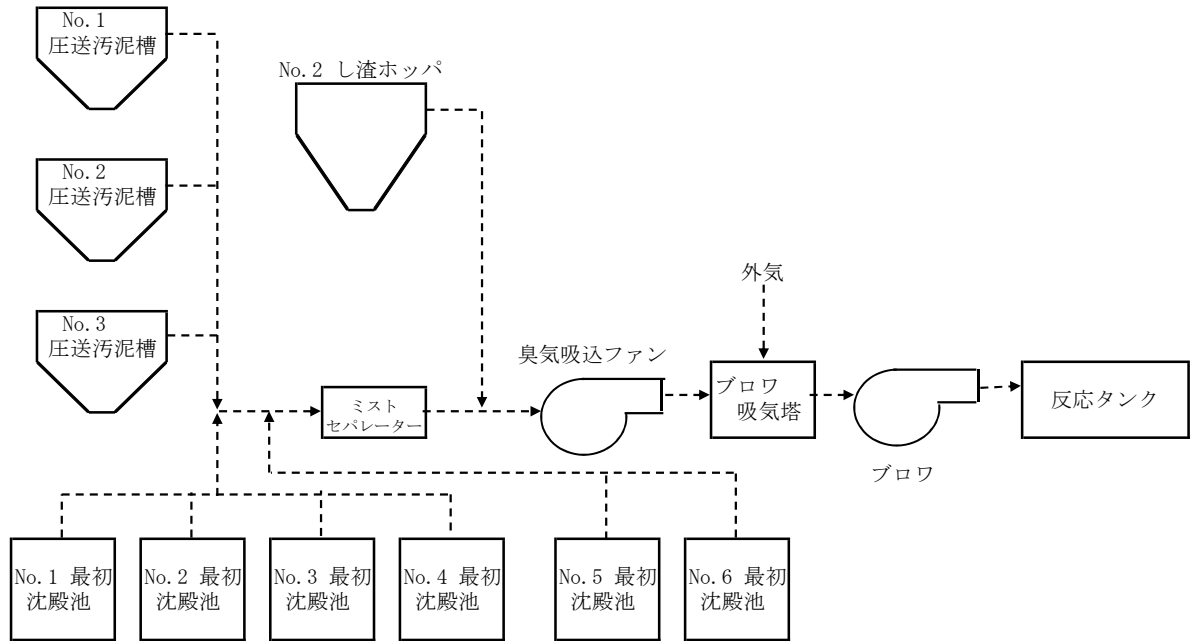 No.1
圧送汚泥槽
No.2 し渣ホッパ
No.2
圧送汚泥槽
外気
No.3
圧送汚泥槽
臭気吸込ファン
ブロワ
吸気塔
反応タンク
ミスト
セパレーター
ブロワ
No.1 最初
沈殿池
No.2 最初
沈殿池
No.3 最初
沈殿池
No.4 最初
沈殿池
No.5 最初
沈殿池
No.6 最初
沈殿池